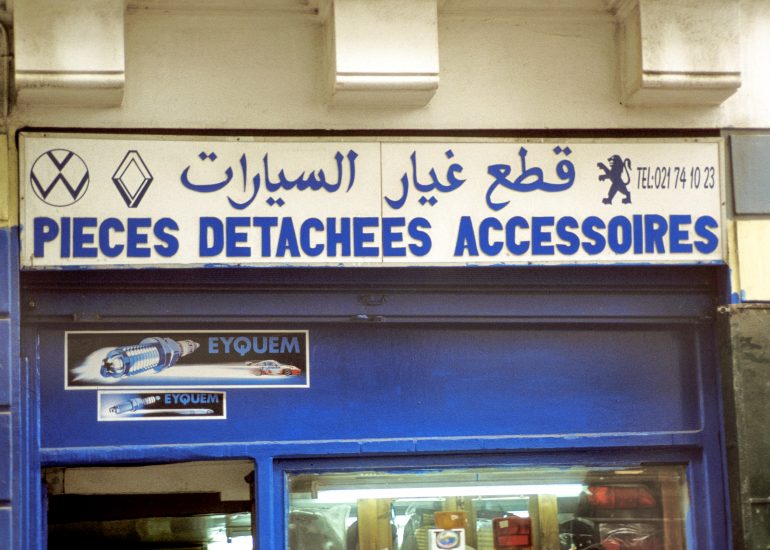 قطع غيار السيارات
TEL:021 74 10 23
PIECES DETACHEES ACCESSOIRES
EYQUEM
EYQUEM